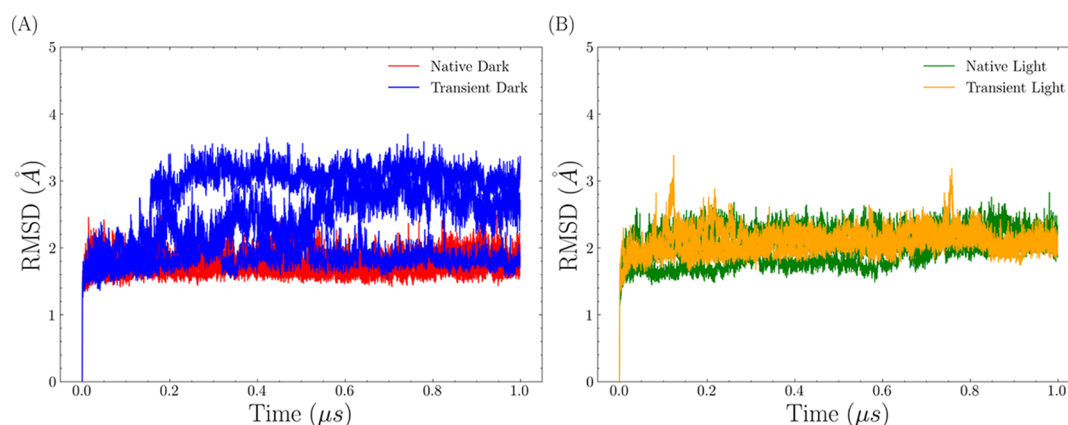 (A)
5
4
3
2
1
0
RMSD (Å)
Native Dark
Transient Dark
0.0 0.2 0.4 0.6 0.8 1.0
Time (μs)
(B)
5
4
3
2
1
0
RMSD (Å)
Native Light
Transient Light
0.0 0.2 0.4 0.6 0.8 1.0
Time (μs)